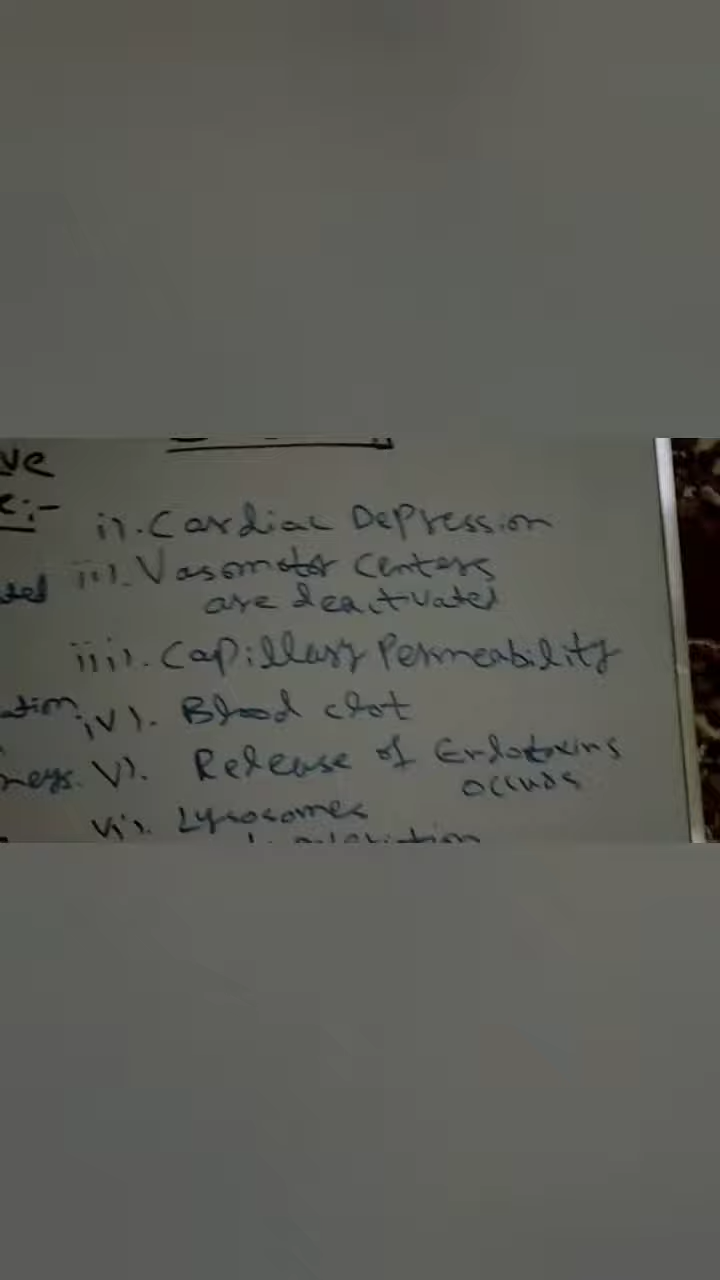 ve
i). Cardiac Depression
ii). Vasomotor Centers
are deactivated
iii). Capillary Permeability
iv). Blood clot
v). Release of Endotoxins
occurs
vi). Lysosomes